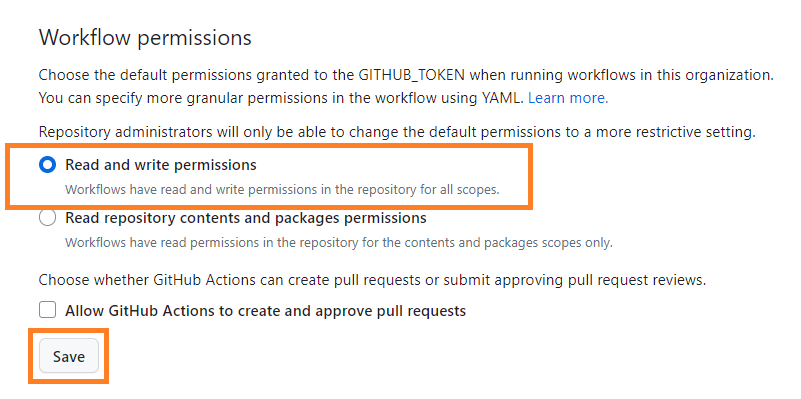 Workflow permissions
Choose the default permissions granted to the GITHUB_TOKEN when running workflows in this organization.
You can specify more granular permissions in the workflow using YAML. Learn more.
Repository administrators will only be able to change the default permissions to a more restrictive setting.
Read and write permissions
Workflows have read and write permissions in the repository for all scopes.
Read repository contents and packages permissions
Workflows have read permissions in the repository for the contents and packages scopes only.
Choose whether GitHub Actions can create pull requests or submit approving pull request reviews.
Allow GitHub Actions to create and approve pull requests
Save